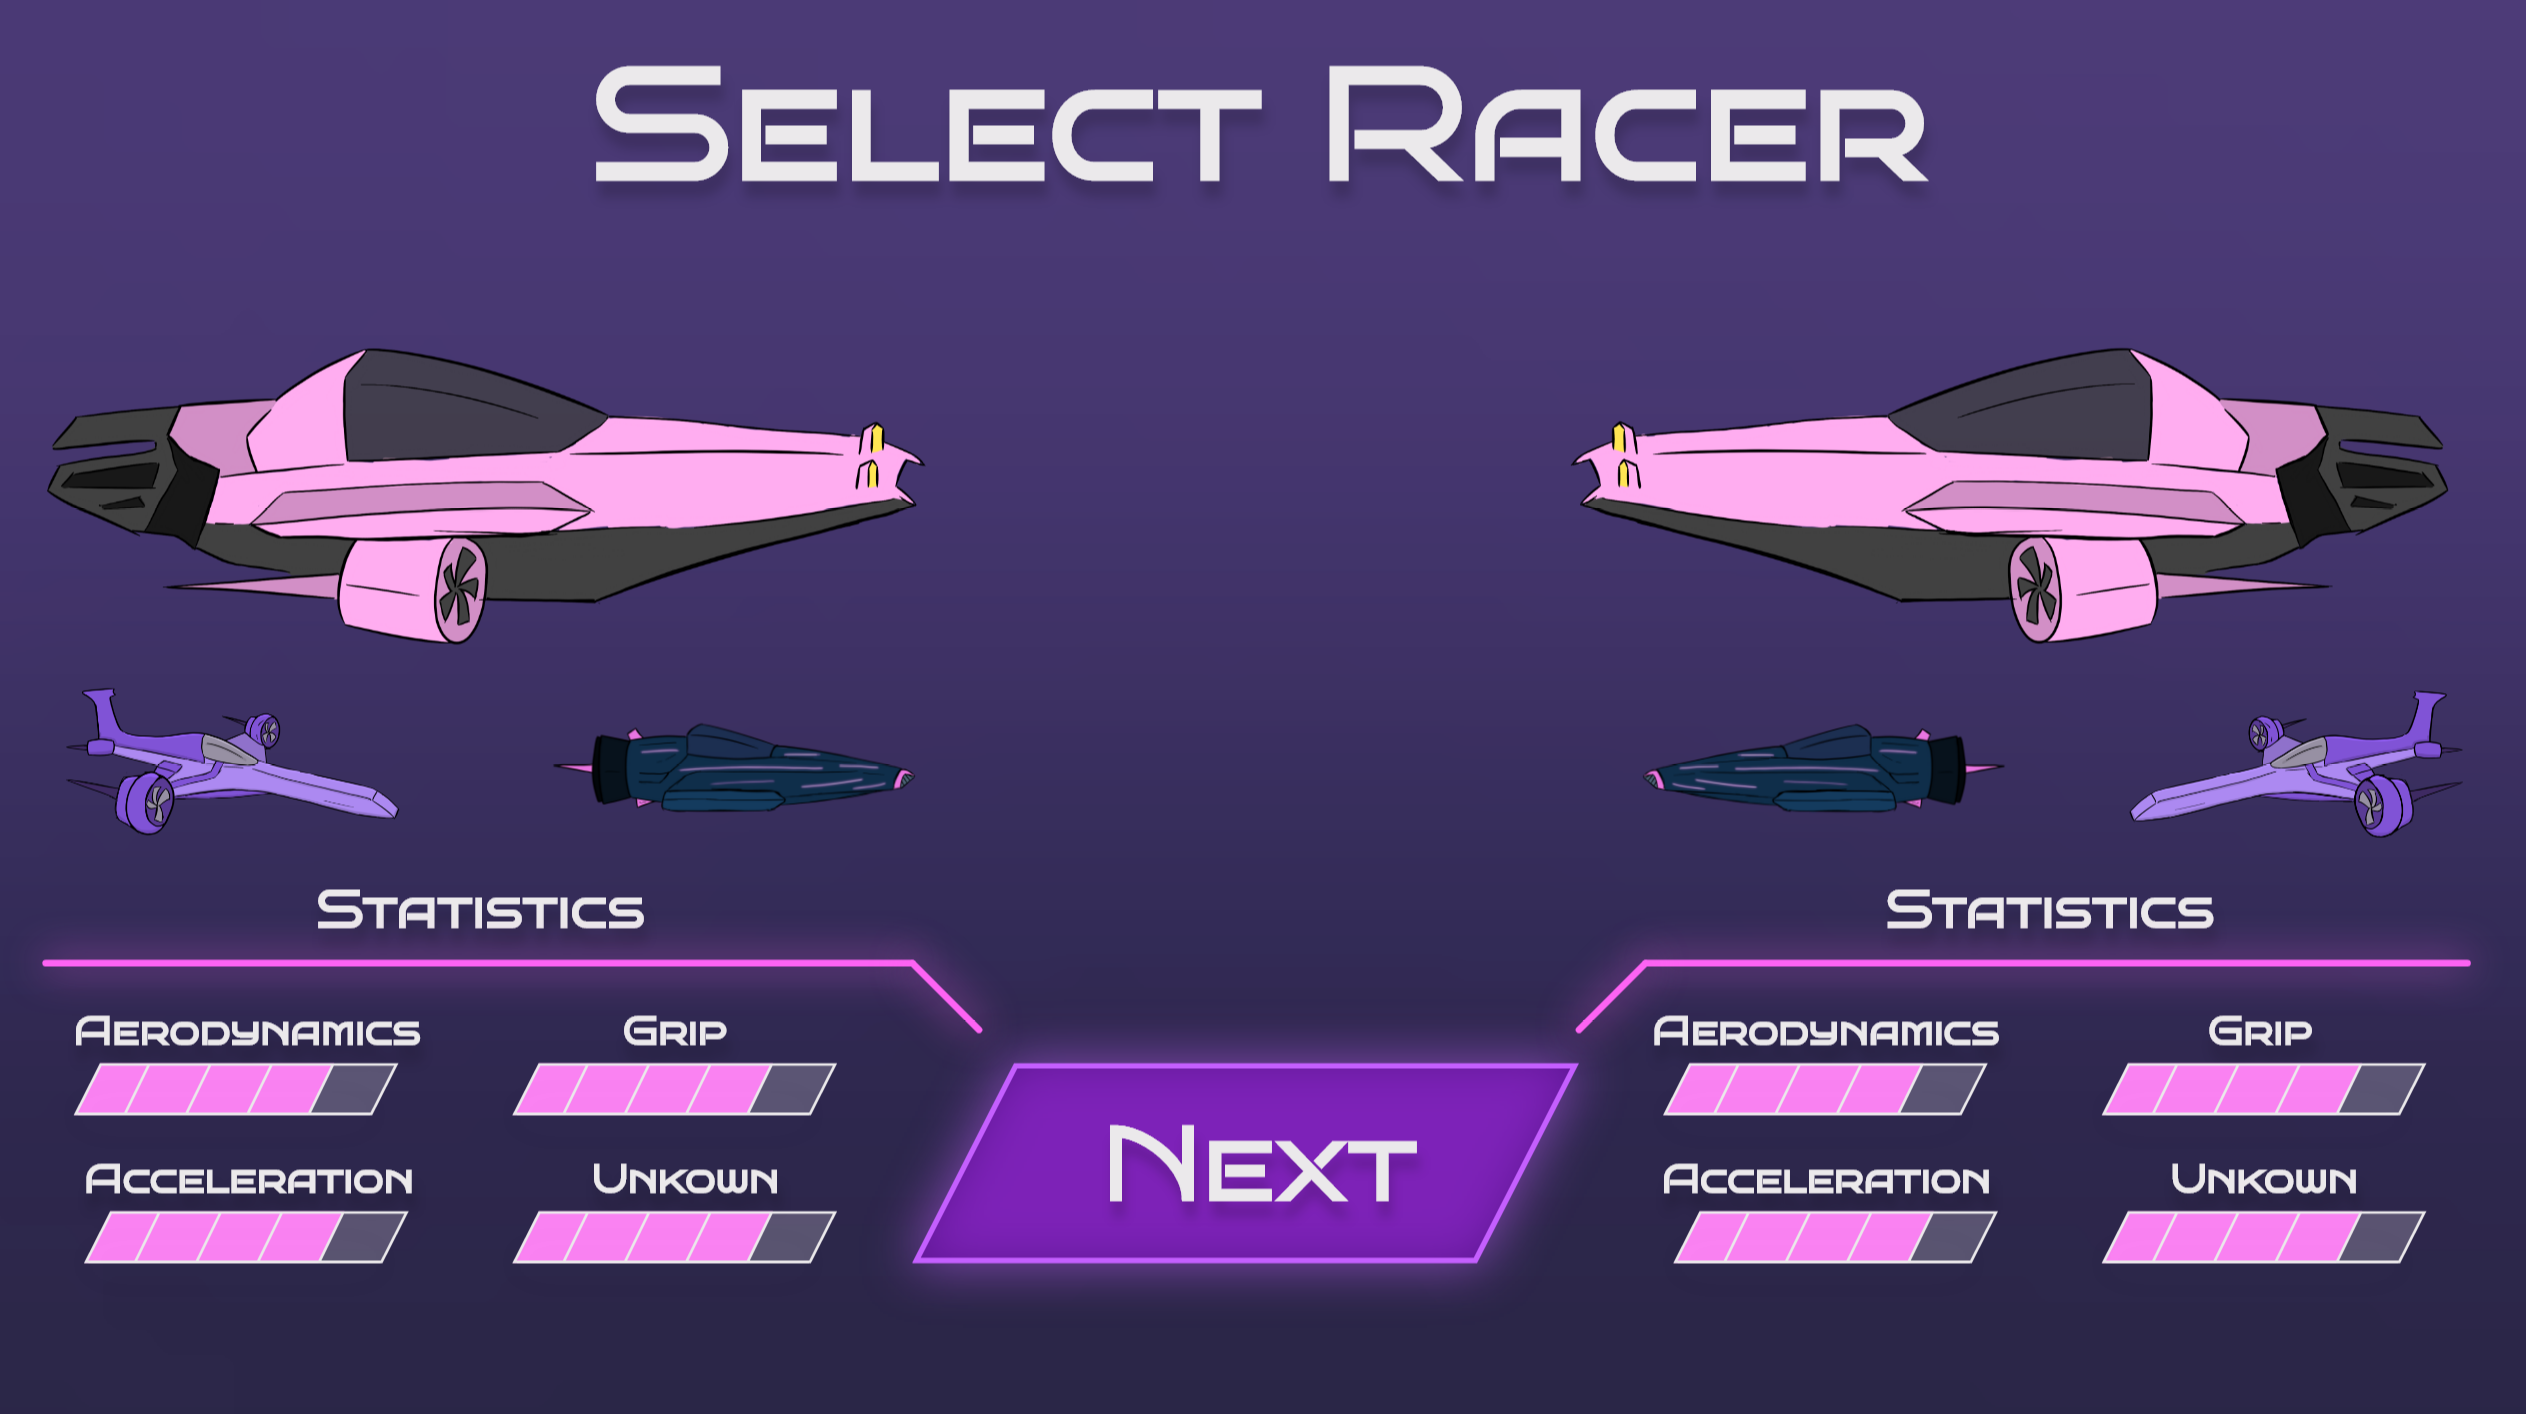 Select Racer
Statistics
Statistics
Aerodynamics
Grip
Aerodynamics
Grip
Acceleration
Unkown
Next
Acceleration
Unkown